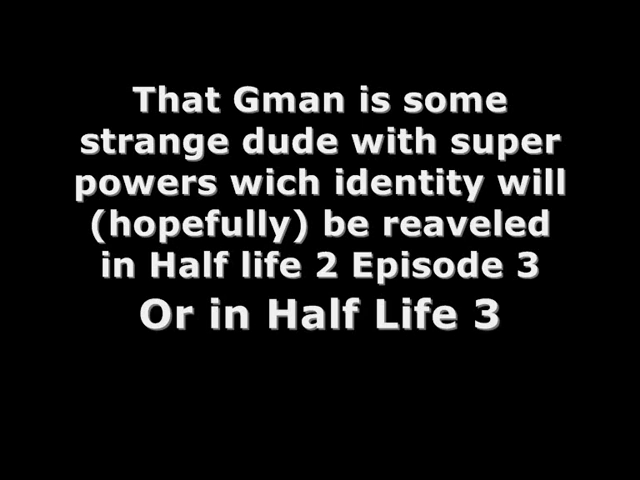 That Gman is some
strange dude with super
powers wich identity will
(hopefully) be reaveled
in Half life 2 Episode 3
Or in Half Life 3